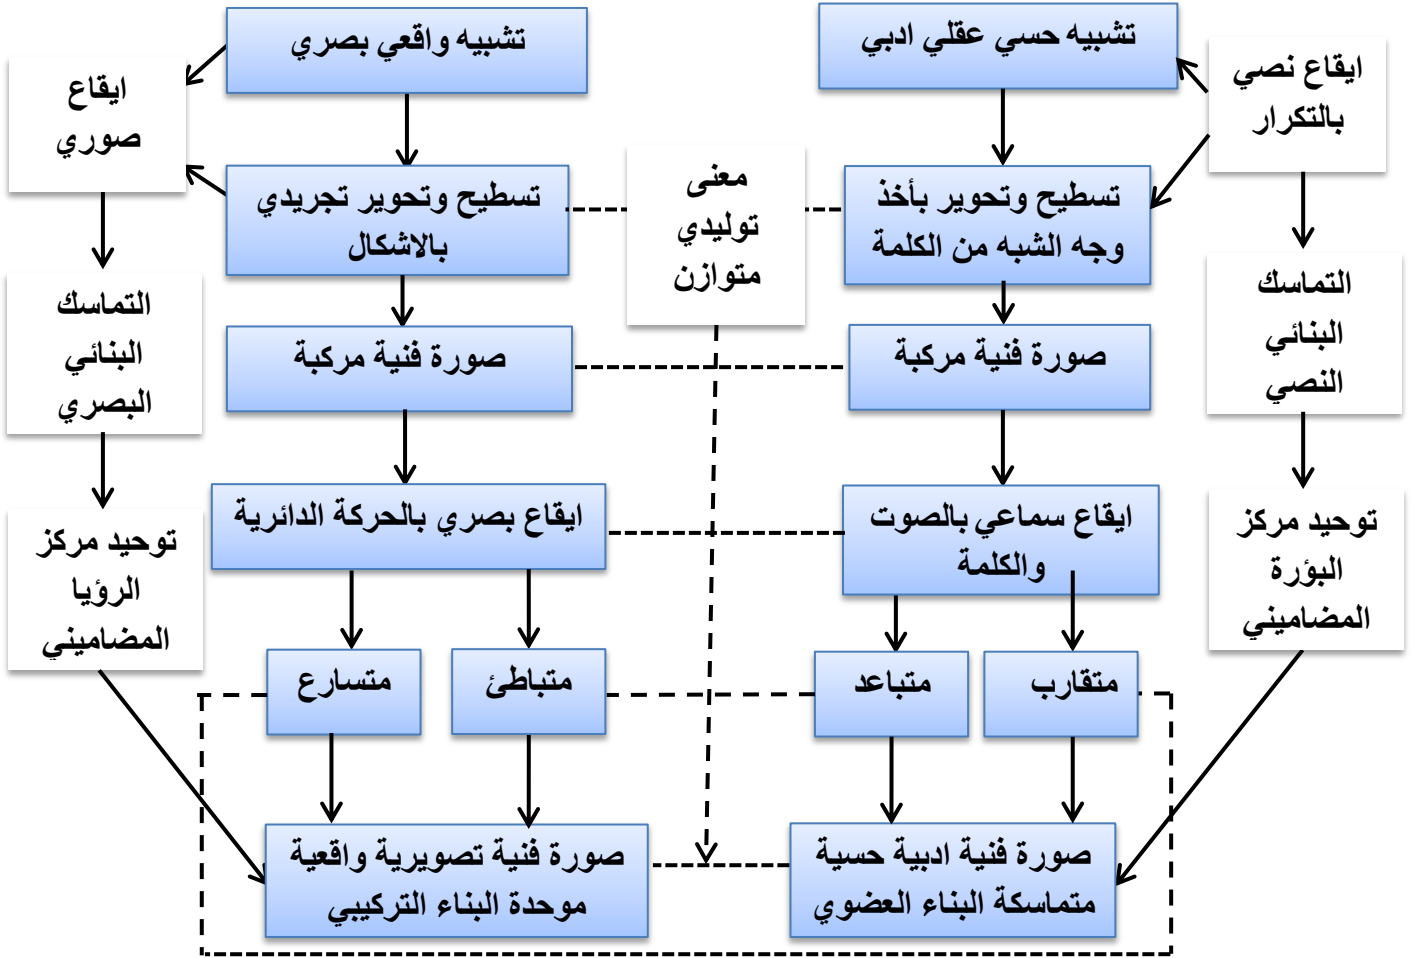 تشبيه حسي عقلي ادبي
تشبيه واقعي بصري
ايقاع نصي
بالتكرار
ايقاع
صوري
معنى
توليدي
متوازن
تسطيح وتحوير بأخذ
وجه الشبه من الكلمة
تسطيح وتحوير تجريدي
بالاشكال
التماسك
البنائي
النصي
التماسك
البنائي
البصري
صورة فنية مركبة
صورة فنية مركبة
توحيد مركز
البؤرة
المضاميني
ايقاع سماعي بالصوت
والكلمة
ايقاع بصري بالحركة الدائرية
توحيد مركز
الرؤيا
المضاميني
متقارب
متباعد
متباطئ
متسارع
صورة فنية ادبية حسية
متماسكة البناء العضوي
صورة فنية تصويرية واقعية
موحدة البناء التركيبي